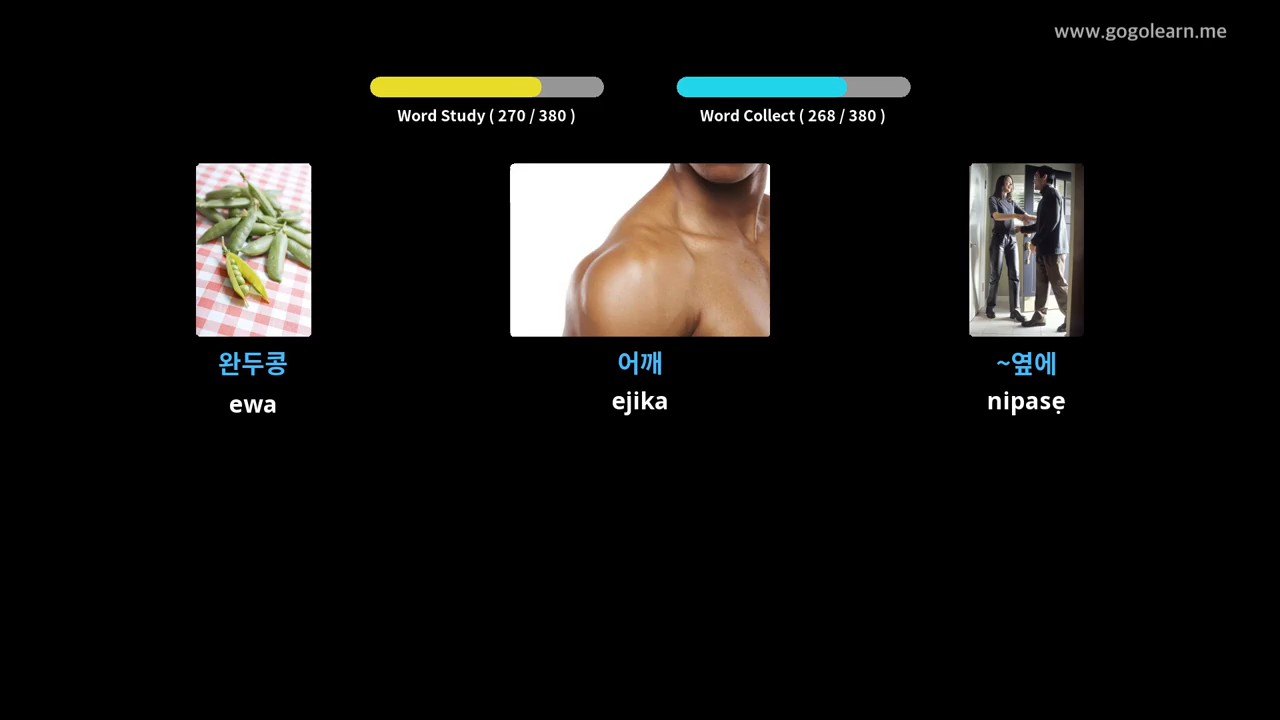 www.gogolearn.me
Word Study ( 270 / 380 )
Word Collect ( 268 / 380 )
완두콩
어깨
~옆에
ewa
ejika
nipasẹ